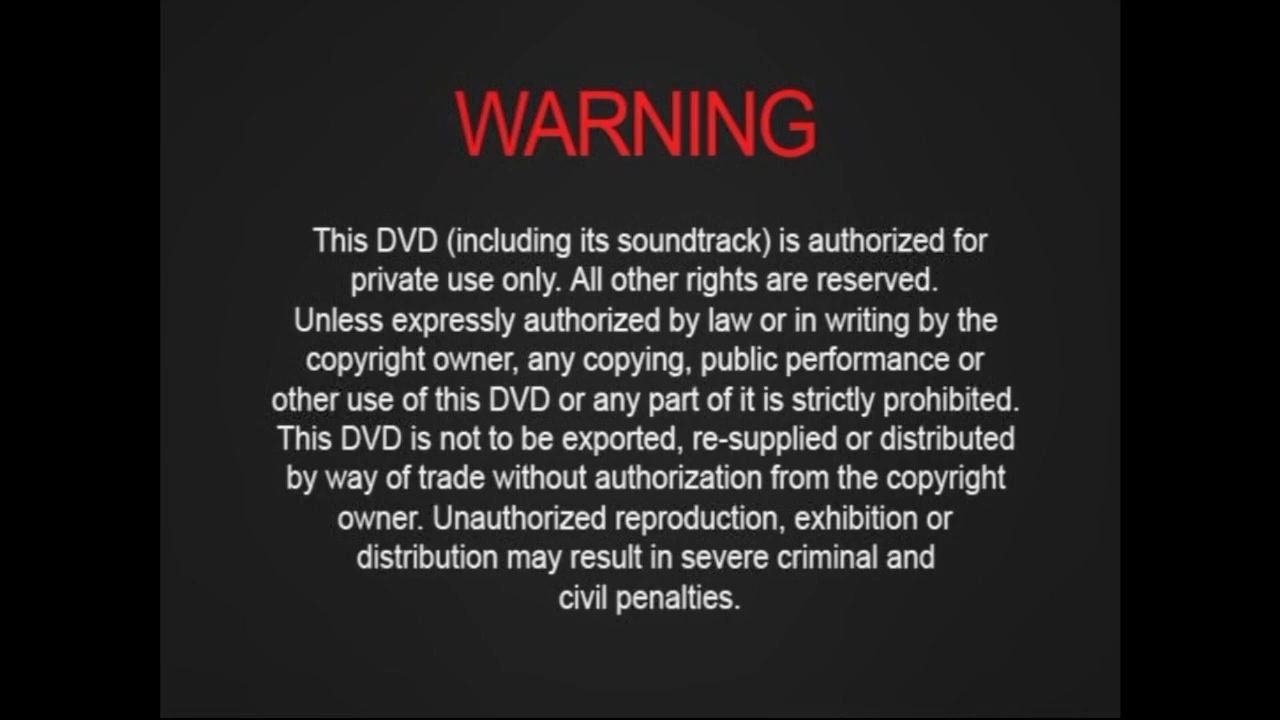 WARNING
This DVD (including its soundtrack) is authorized for
private use only. All other rights are reserved.
Unless expressly authorized by law or in writing by the
copyright owner, any copying, public performance or
other use of this DVD or any part of it is strictly prohibited.
This DVD is not to be exported, re-supplied or distributed
by way of trade without authorization from the copyright
owner. Unauthorized reproduction, exhibition or
distribution may result in severe criminal and
civil penalties.